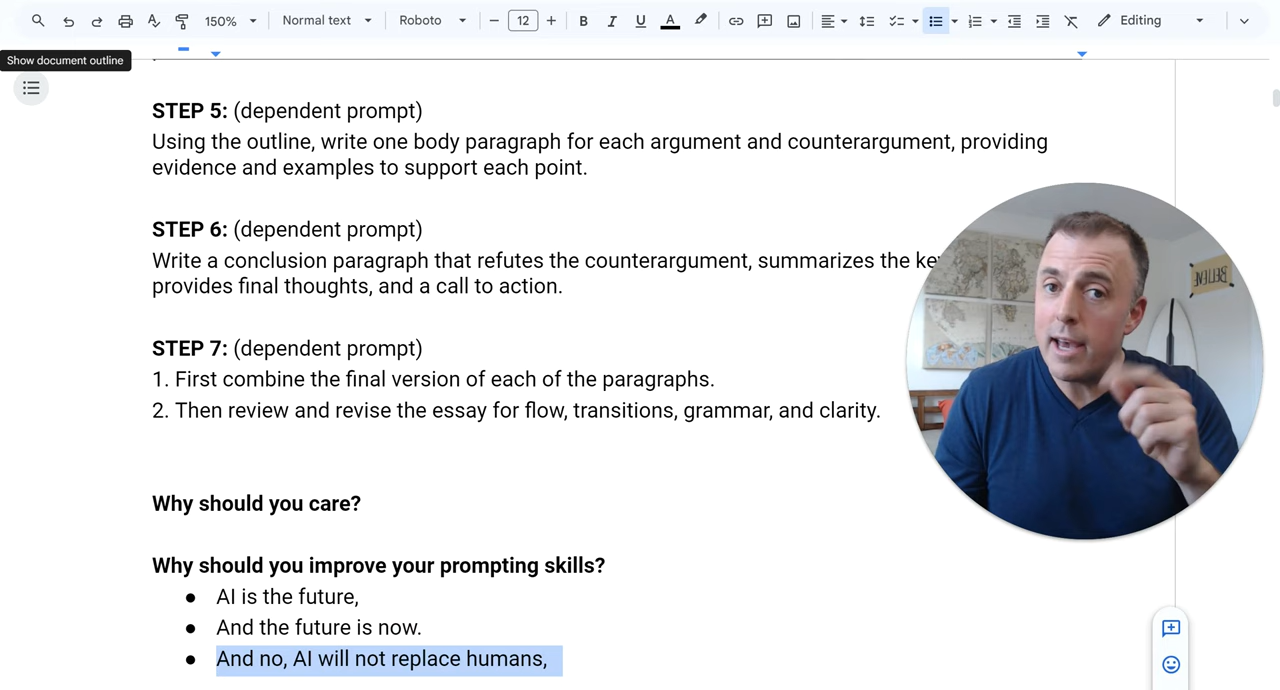 150% Normal text Roboto 12 B I U A Editing
Show document outline
STEP 5: (dependent prompt)
Using the outline, write one body paragraph for each argument and counterargument, providing
evidence and examples to support each point.
STEP 6: (dependent prompt)
Write a conclusion paragraph that refutes the counterargument, summarizes the
provides final thoughts, and a call to action.
BELIEVE
STEP 7: (dependent prompt)
1. First combine the final version of each of the paragraphs.
2. Then review and revise the essay for flow, transitions, grammar, and clarity.
Why should you care?
Why should you improve your prompting skills?
● AI is the future,
● And the future is now.
● And no, AI will not replace humans,